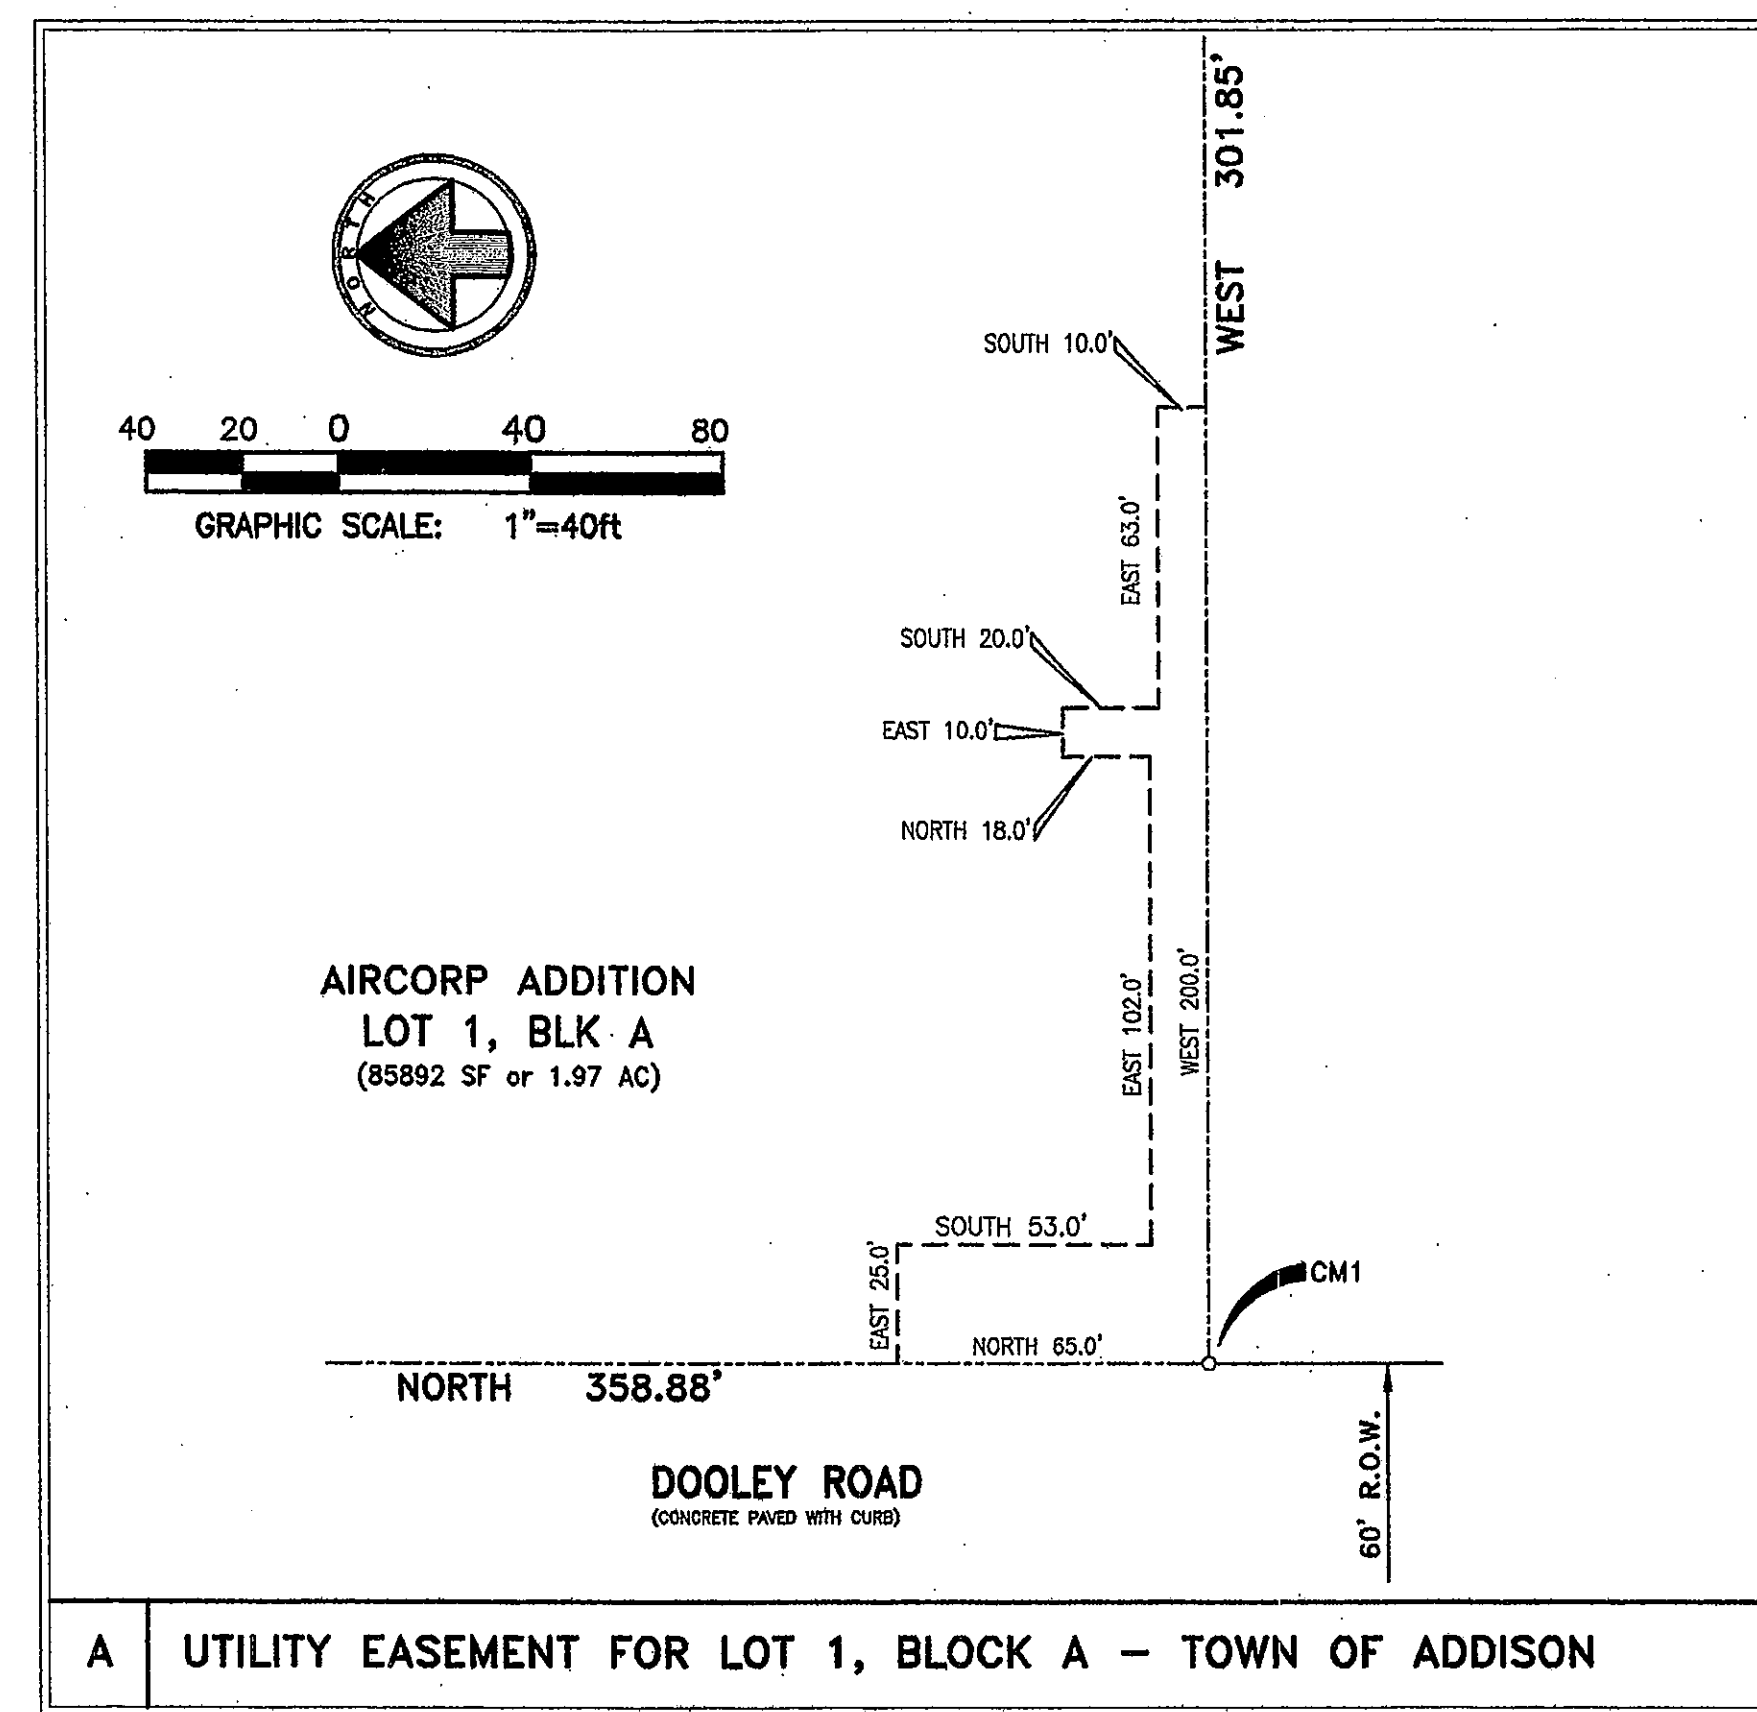 WEST 301.85'
NORTH
SOUTH 10.0'
40 20 0 40 80
GRAPHIC SCALE: 1"=40ft
EAST 63.0'
SOUTH 20.0'
EAST 10.0'
NORTH 18.0'
AIRCORP ADDITION
LOT 1, BLK A
(85892 SF or 1.97 AC)
EAST 102.0'
WEST 200.0'
SOUTH 53.0'
EAST 25.0'
CM1
NORTH 65.0'
NORTH 358.88'
DOOLEY ROAD
(CONCRETE PAVED WITH CURB)
60' R.O.W.
A UTILITY EASEMENT FOR LOT 1, BLOCK A – TOWN OF ADDISON